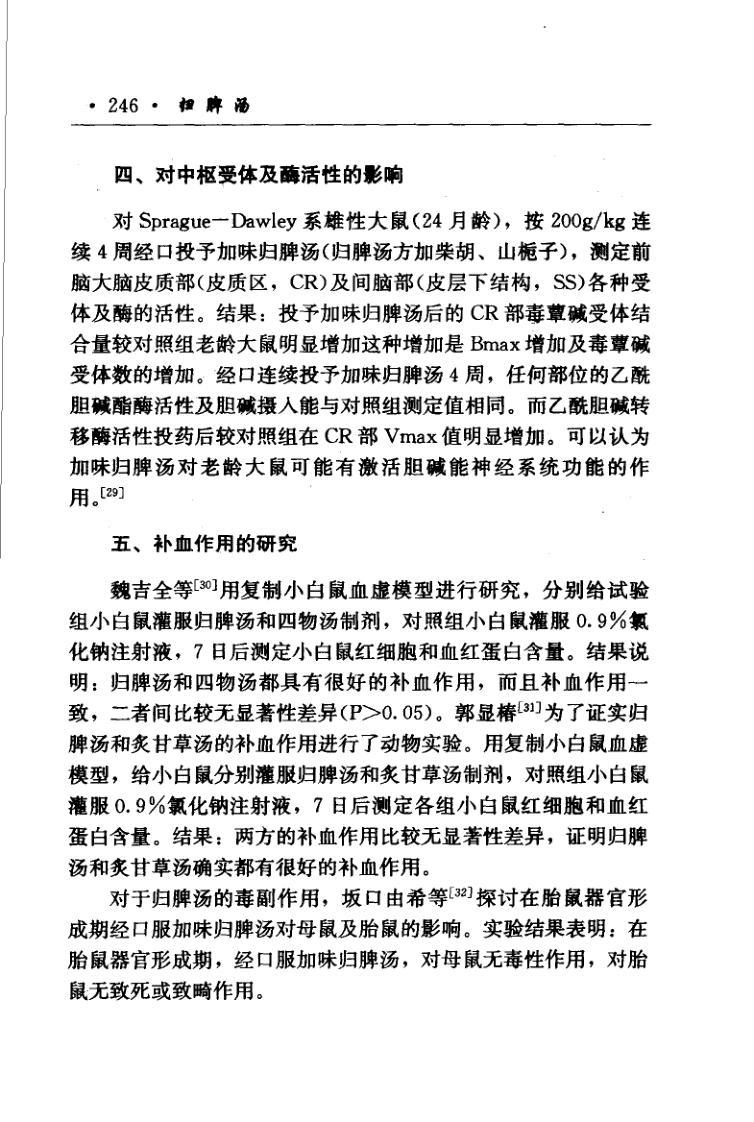 · 246 · 归脾汤
四、对中枢受体及酶活性的影响
对 Sprague—Dawley 系雄性大鼠(24 月龄)，按 200g/kg 连
续 4 周经口投予加味归脾汤(归脾汤方加柴胡、山栀子)，测定前
脑大脑皮质部(皮质区，CR)及间脑部(皮层下结构，SS)各种受
体及酶的活性。结果：投予加味归脾汤后的 CR 部毒蕈碱受体结
合量较对照组老龄大鼠明显增加这种增加是 Bmax 增加及毒蕈碱
受体数的增加。经口连续投予加味归脾汤 4 周，任何部位的乙酰
胆碱酯酶活性及胆碱摄入能与对照组测定值相同。而乙酰胆碱转
移酶活性投药后较对照组在 CR 部 Vmax 值明显增加。可以认为
加味归脾汤对老龄大鼠可能有激活胆碱能神经系统功能的作
用。[29]
五、补血作用的研究
魏吉全等[30]用复制小白鼠血虚模型进行研究，分别给试验
组小白鼠灌服归脾汤和四物汤制剂，对照组小白鼠灌服 0.9%氯
化钠注射液，7 日后测定小白鼠红细胞和血红蛋白含量。结果说
明：归脾汤和四物汤都具有很好的补血作用，而且补血作用一
致，二者间比较无显著性差异(P>0.05)。郭显椿[31]为了证实归
脾汤和炙甘草汤的补血作用进行了动物实验。用复制小白鼠血虚
模型，给小白鼠分别灌服归脾汤和炙甘草汤制剂，对照组小白鼠
灌服 0.9%氯化钠注射液，7 日后测定各组小白鼠红细胞和血红
蛋白含量。结果：两方的补血作用比较无显著性差异，证明归脾
汤和炙甘草汤确实都有很好的补血作用。
对于归脾汤的毒副作用，坂口由希等[32]探讨在胎鼠器官形
成期经口服加味归脾汤对母鼠及胎鼠的影响。实验结果表明：在
胎鼠器官形成期，经口服加味归脾汤，对母鼠无毒性作用，对胎
鼠无致死或致畸作用。